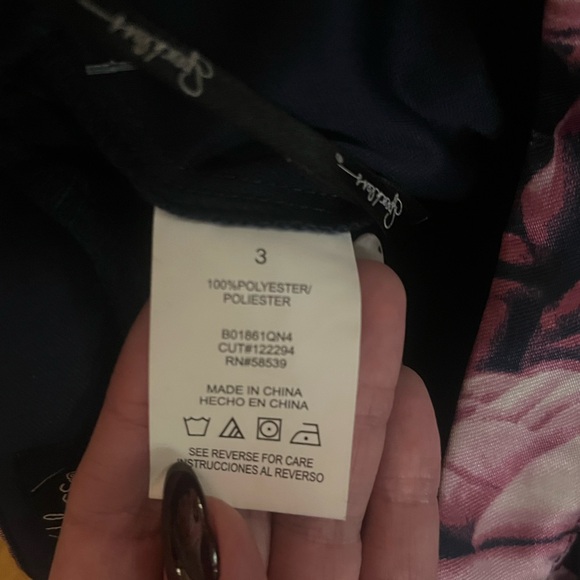 3
100%POLYESTER/
POLIESTER
B01861QN4
CUT#122294
RN#58539
MADE IN CHINA
HECHO EN CHINA
SEE REVERSE FOR CARE
INSTRUCCIONES AL REVERSO